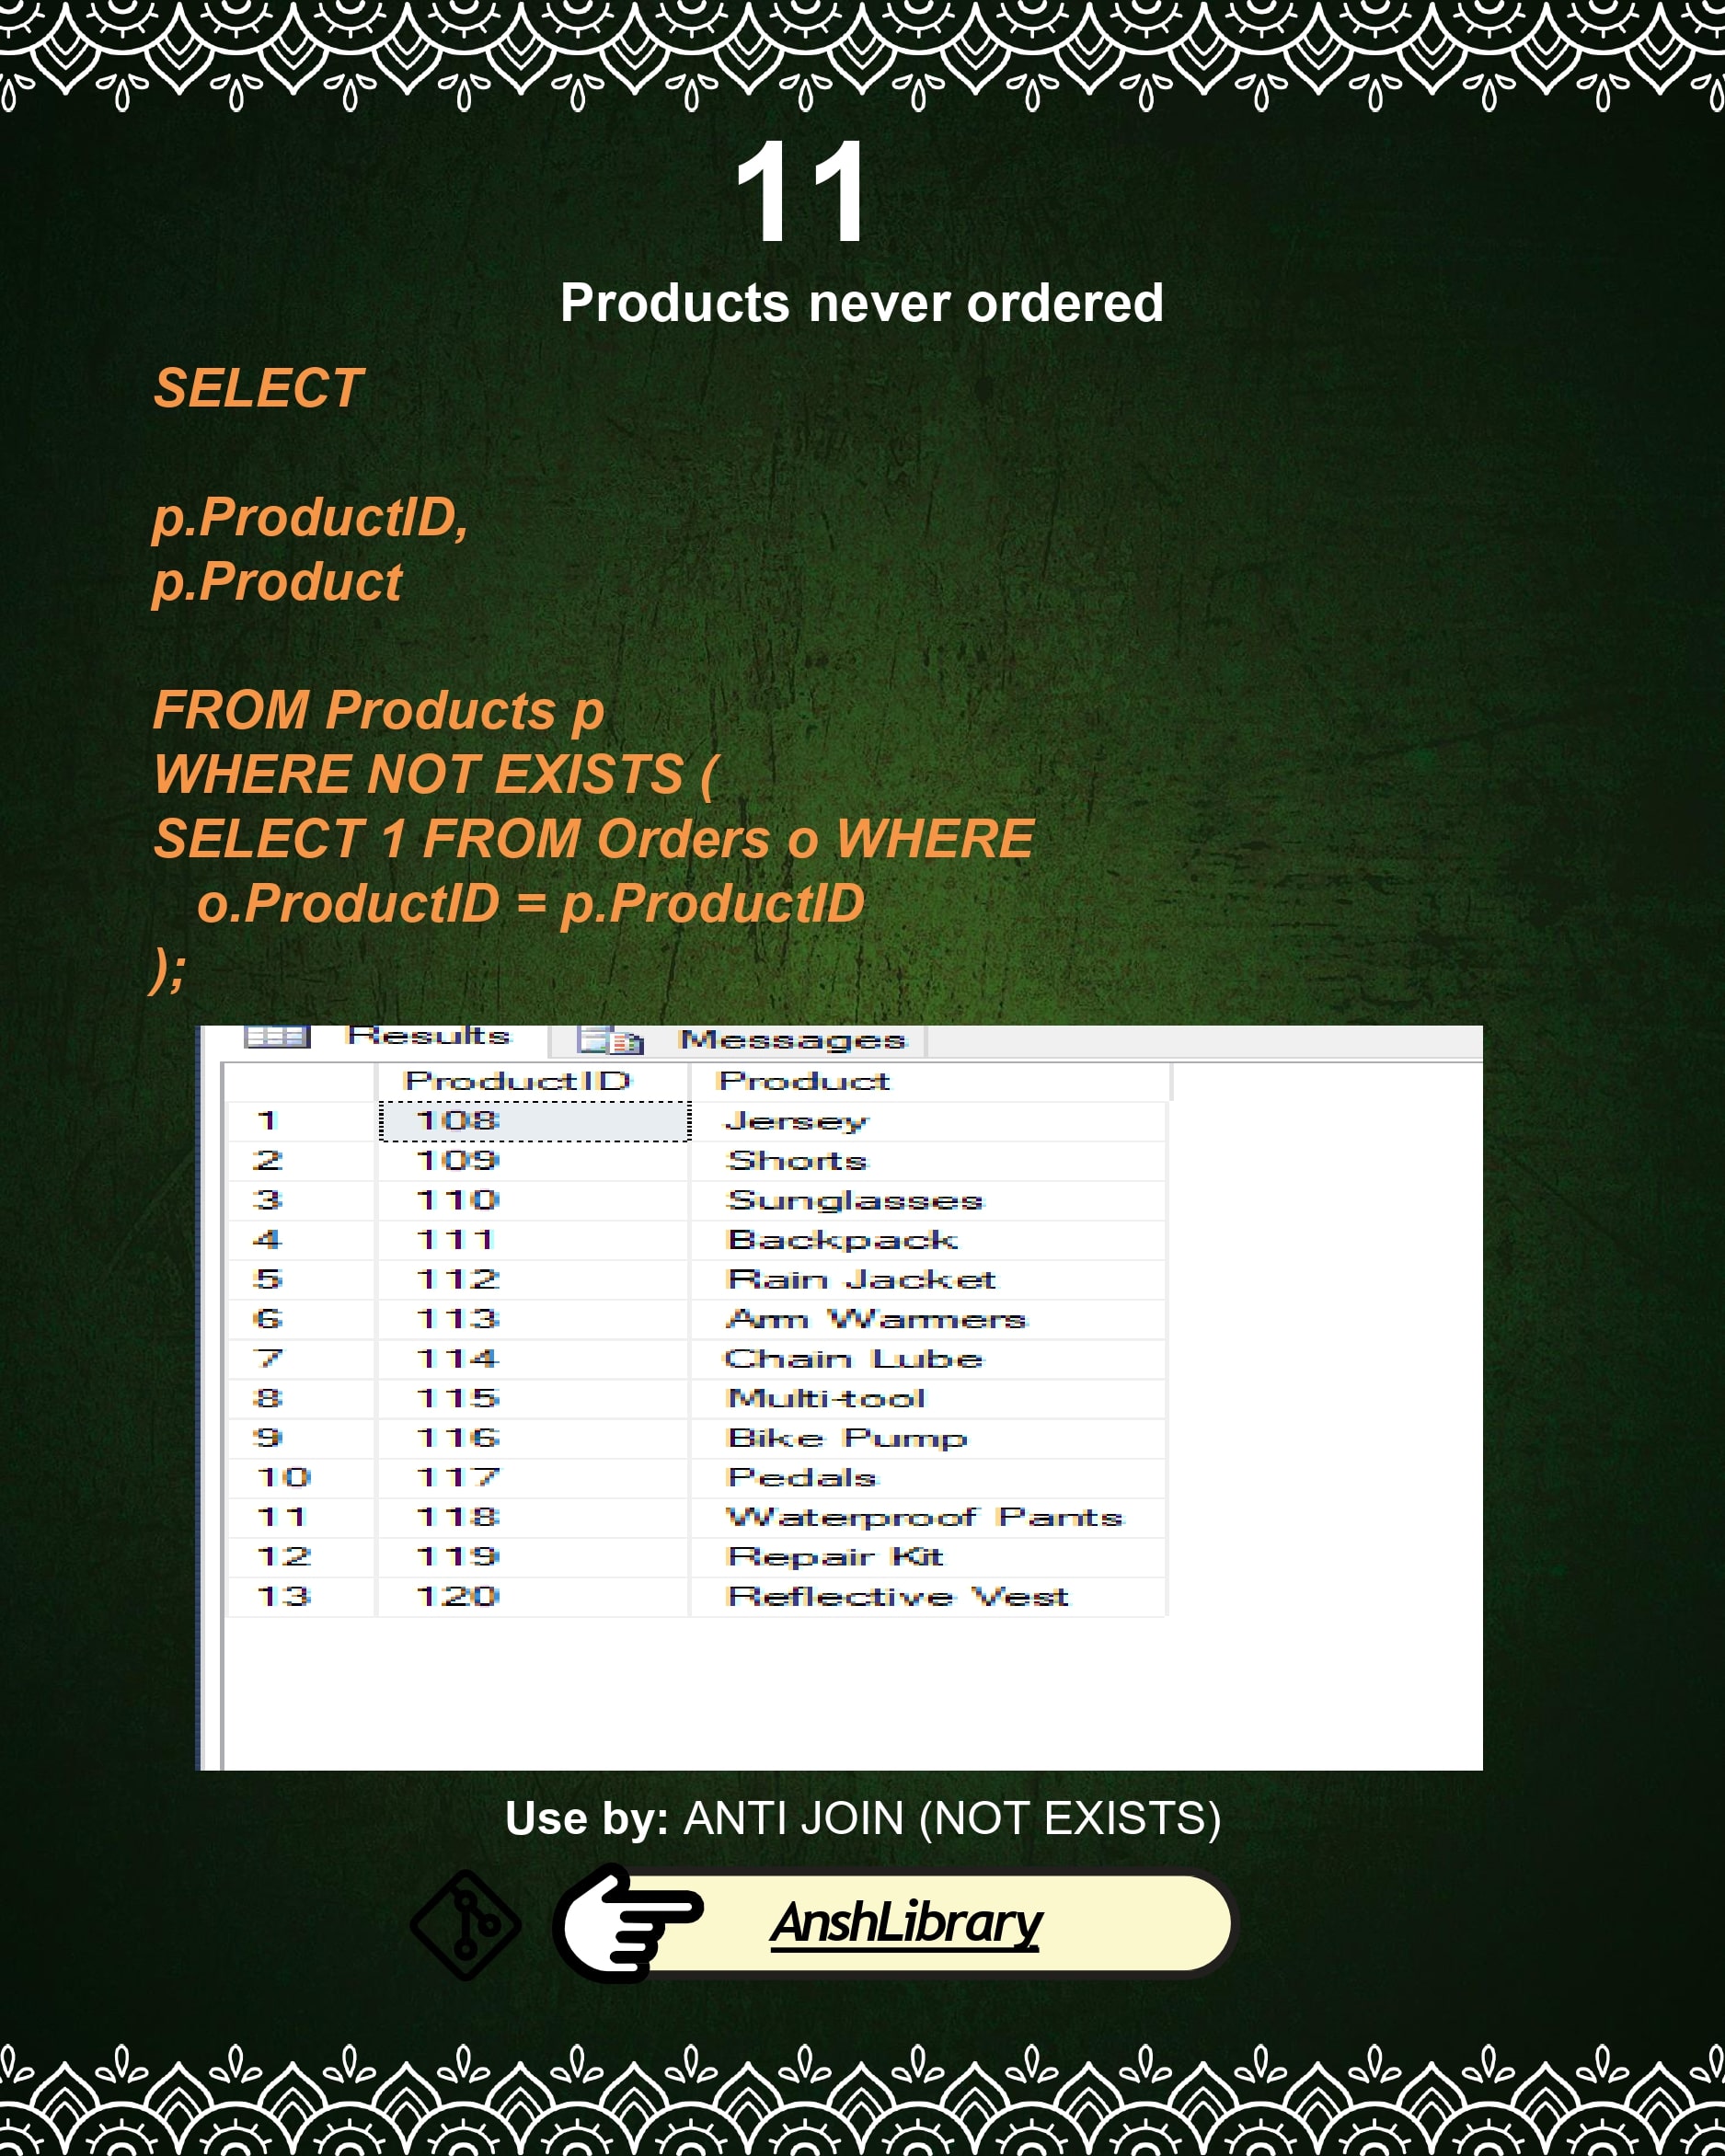 11
Products never ordered
SELECT
p.ProductID,
p.Product
FROM Products p
WHERE NOT EXISTS (
SELECT 1 FROM Orders o WHERE
o.ProductID = p.ProductID
);
Results Messages
ProductID Product
1 108 Jersey
2 109 Shorts
3 110 Sunglasses
4 111 Backpack
5 112 Rain Jacket
6 113 Arm Warmers
7 114 Chain Lube
8 115 Multi-tool
9 116 Bike Pump
10 117 Pedals
11 118 Waterproof Pants
12 119 Repair Kit
13 120 Reflective Vest
Use by: ANTI JOIN (NOT EXISTS)
AnshLibrary